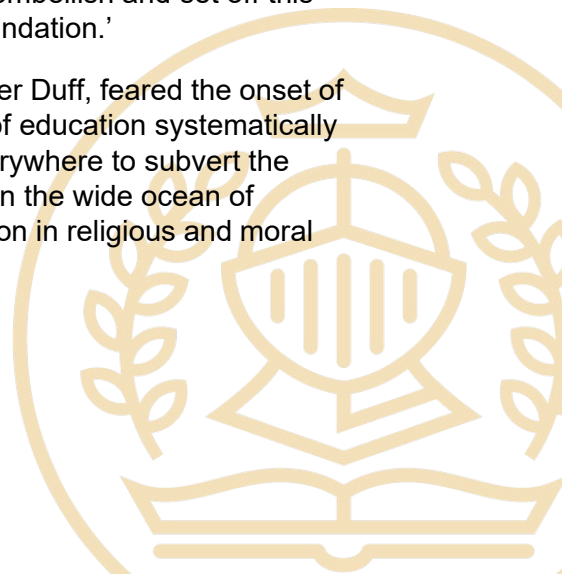 embellish and set off this
ndation.’
er Duff, feared the onset of
of education systematically
rywhere to subvert the
n the wide ocean of
on in religious and moral